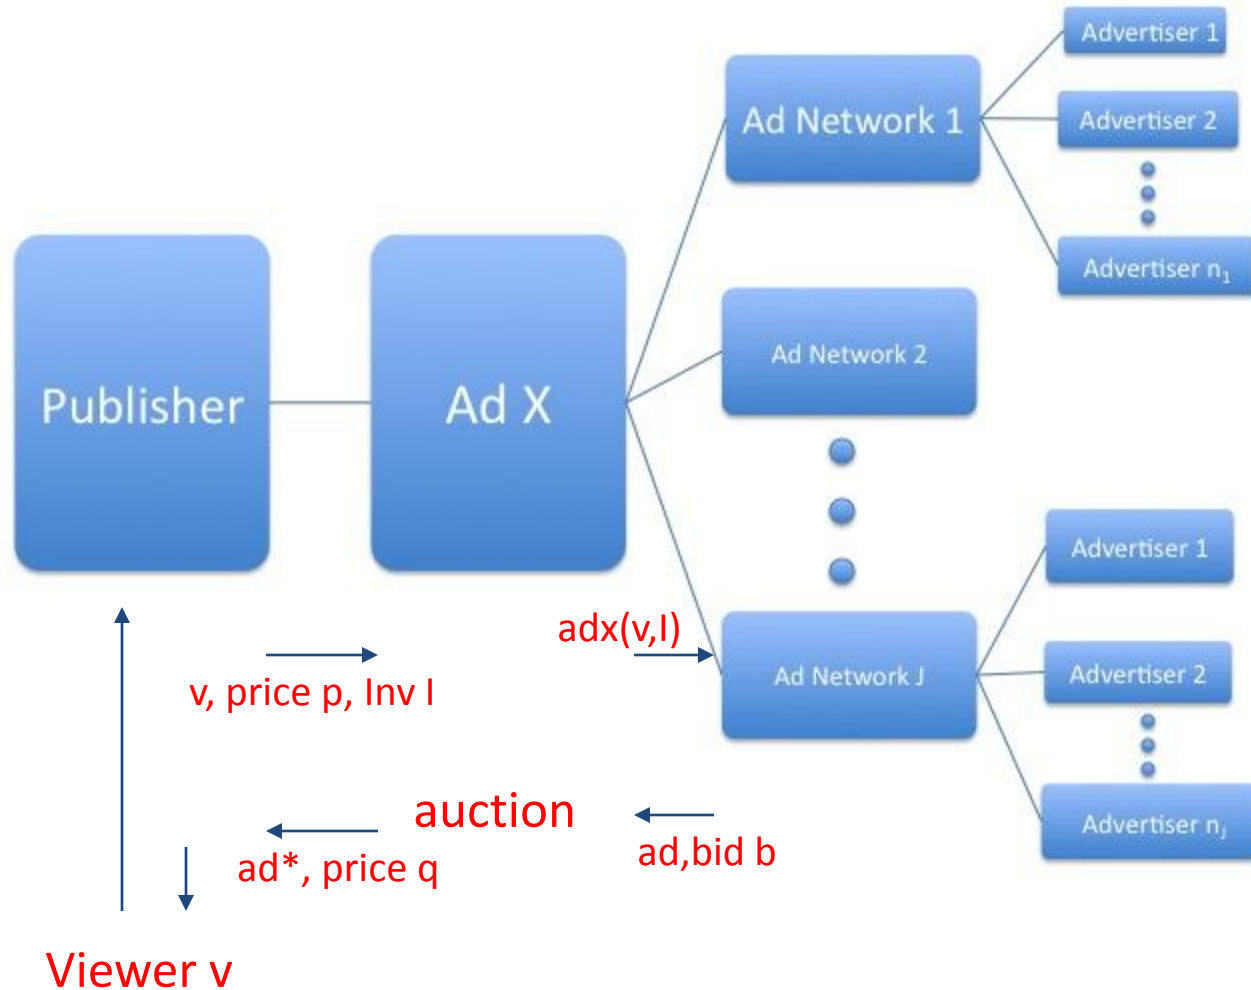 Advertiser 1
Ad Network 1
Advertiser 2
Advertiser n₁
Publisher
Ad X
Ad Network 2
Advertiser 1
adx(v,I)
v, price p, Inv I
Ad Network J
Advertiser 2
auction
ad*, price q
ad,bid b
Advertiser nⱼ
Viewer v